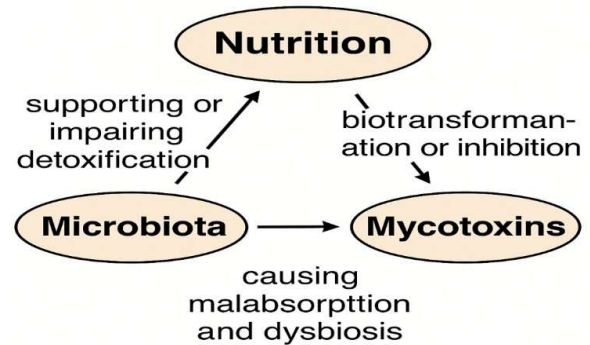 Nutrition
supporting or
impairing
detoxification
biotransforman-
ation or inhibition
Microbiota
Mycotoxins
causing
malabsorpttion
and dysbiosis